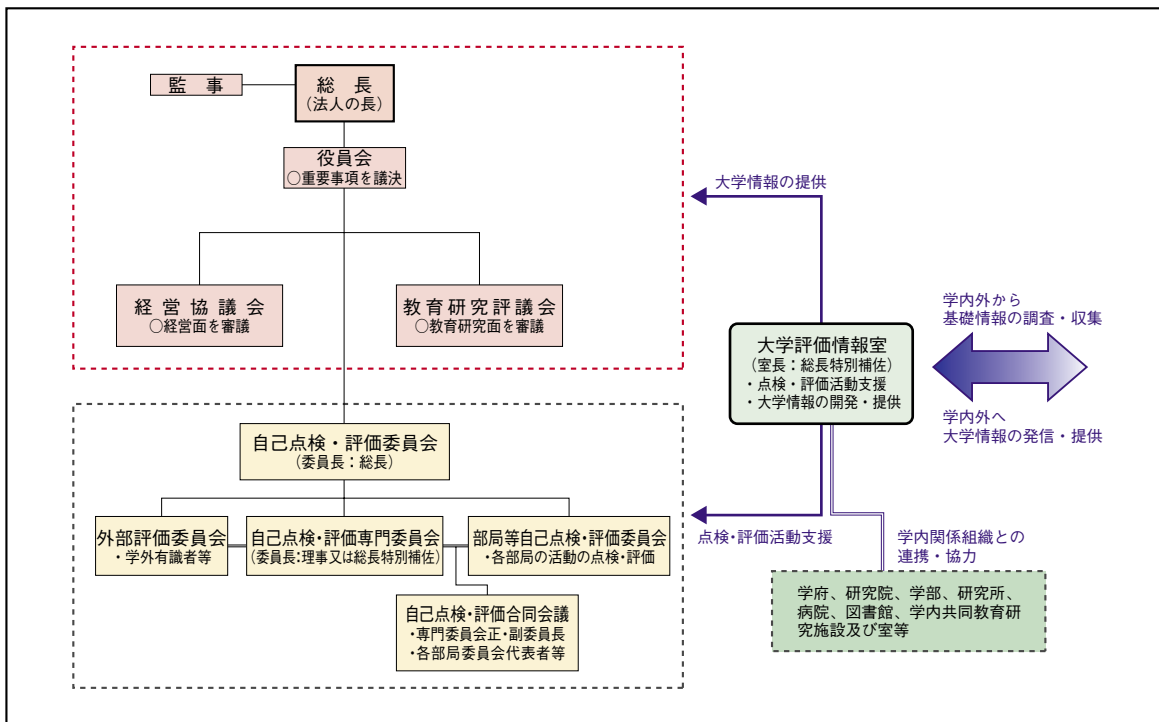 監　事
総　長
（法人の長）
役員会
○重要事項を議決
経 営 協 議 会
○経営面を審議
教育研究評議会
○教育研究面を審議
大学情報の提供
大学評価情報室
（室長：総長特別補佐）
・点検・評価活動支援
・大学情報の開発・提供
学内外から
基礎情報の調査・収集
学内外へ
大学情報の発信・提供
自己点検・評価委員会
（委員長：総長）
外部評価委員会
・学外有識者等
自己点検・評価専門委員会
（委員長：理事又は総長特別補佐）
部局等自己点検・評価委員会
・各部局の活動の点検・評価
自己点検・評価合同会議
・専門委員会正・副委員長
・各部局委員会代表者等
点検・評価活動支援
学内関係組織との
連携・協力
学府、研究院、学部、研究所、
病院、図書館、学内共同教育研
究施設及び室等